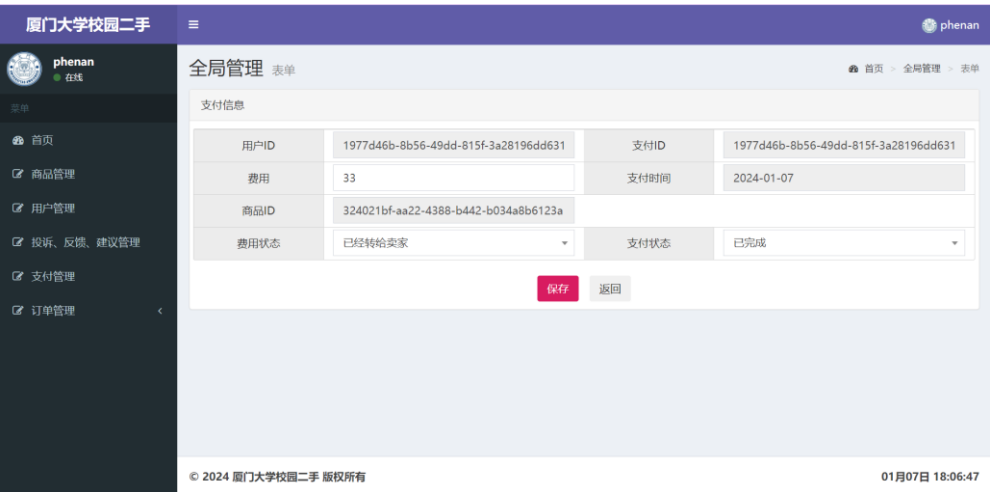 厦门大学校园二手
phenan
phenan
在线
菜单
首页
商品管理
用户管理
投诉、反馈、建议管理
支付管理
订单管理
全局管理 表单
首页 > 全局管理 > 表单
支付信息
用户ID 1977d46b-8b56-49dd-815f-3a28196dd631 支付ID 1977d46b-8b56-49dd-815f-3a28196dd631
费用 33 支付时间 2024-01-07
商品ID 324021bf-aa22-4388-b442-b034a8b6123a
费用状态 已经转给卖家 支付状态 已完成
保存 返回
© 2024 厦门大学校园二手 版权所有 01月07日 18:06:47